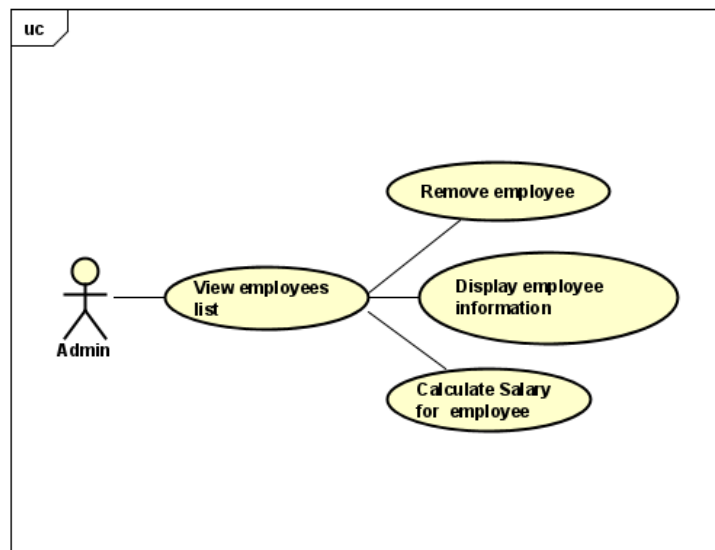 uc
Remove employee
View employees
list
Display employee
information
Admin
Calculate Salary
for employee